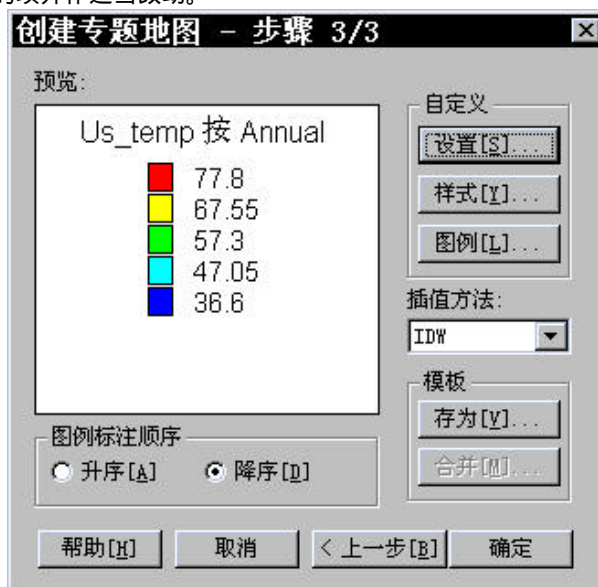 创建专题地图 - 步骤 3/3
预览:
Us_temp 按 Annual
77.8
67.55
57.3
47.05
36.6
图例标注顺序
升序[A]
降序[D]
自定义
设置[S]...
样式[Y]...
图例[L]...
插值方法:
IDW
模板
存为[V]...
合并[M]...
帮助[H]
取消
< 上一步[B]
确定